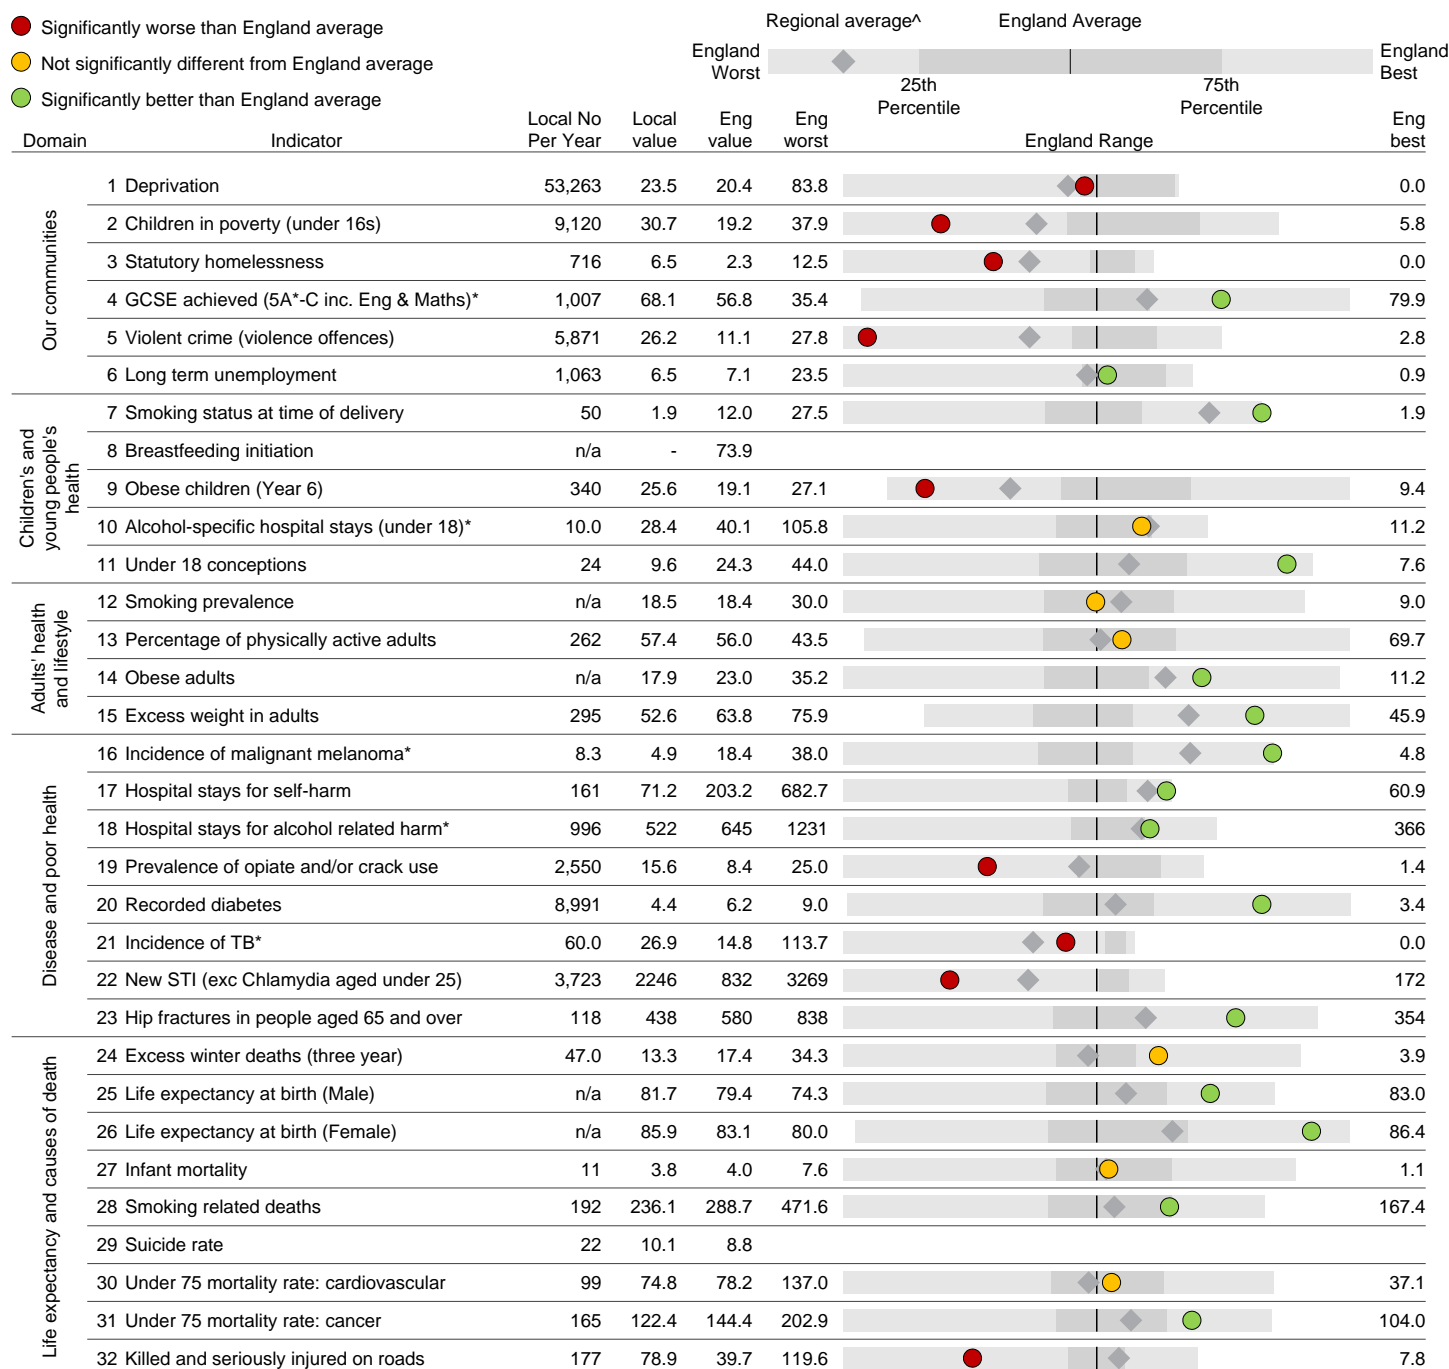 Significantly worse than England average
Not significantly different from England average
Significantly better than England average
Regional average^ England Average
England Worst
England Best
25th Percentile
75th Percentile
Domain Indicator Local No Per Year Local value Eng value Eng worst England Range Eng best
Our communities
1 Deprivation 53,263 23.5 20.4 83.8 0.0
2 Children in poverty (under 16s) 9,120 30.7 19.2 37.9 5.8
3 Statutory homelessness 716 6.5 2.3 12.5 0.0
4 GCSE achieved (5A*-C inc. Eng & Maths)* 1,007 68.1 56.8 35.4 79.9
5 Violent crime (violence offences) 5,871 26.2 11.1 27.8 2.8
6 Long term unemployment 1,063 6.5 7.1 23.5 0.9
Children's and young people's health
7 Smoking status at time of delivery 50 1.9 12.0 27.5 1.9
8 Breastfeeding initiation n/a - 73.9
9 Obese children (Year 6) 340 25.6 19.1 27.1 9.4
10 Alcohol-specific hospital stays (under 18)* 10.0 28.4 40.1 105.8 11.2
11 Under 18 conceptions 24 9.6 24.3 44.0 7.6
Adults' health and lifestyle
12 Smoking prevalence n/a 18.5 18.4 30.0 9.0
13 Percentage of physically active adults 262 57.4 56.0 43.5 69.7
14 Obese adults n/a 17.9 23.0 35.2 11.2
15 Excess weight in adults 295 52.6 63.8 75.9 45.9
Disease and poor health
16 Incidence of malignant melanoma* 8.3 4.9 18.4 38.0 4.8
17 Hospital stays for self-harm 161 71.2 203.2 682.7 60.9
18 Hospital stays for alcohol related harm* 996 522 645 1231 366
19 Prevalence of opiate and/or crack use 2,550 15.6 8.4 25.0 1.4
20 Recorded diabetes 8,991 4.4 6.2 9.0 3.4
21 Incidence of TB* 60.0 26.9 14.8 113.7 0.0
22 New STI (exc Chlamydia aged under 25) 3,723 2246 832 3269 172
23 Hip fractures in people aged 65 and over 118 438 580 838 354
Life expectancy and causes of death
24 Excess winter deaths (three year) 47.0 13.3 17.4 34.3 3.9
25 Life expectancy at birth (Male) n/a 81.7 79.4 74.3 83.0
26 Life expectancy at birth (Female) n/a 85.9 83.1 80.0 86.4
27 Infant mortality 11 3.8 4.0 7.6 1.1
28 Smoking related deaths 192 236.1 288.7 471.6 167.4
29 Suicide rate 22 10.1 8.8
30 Under 75 mortality rate: cardiovascular 99 74.8 78.2 137.0 37.1
31 Under 75 mortality rate: cancer 165 122.4 144.4 202.9 104.0
32 Killed and seriously injured on roads 177 78.9 39.7 119.6 7.8